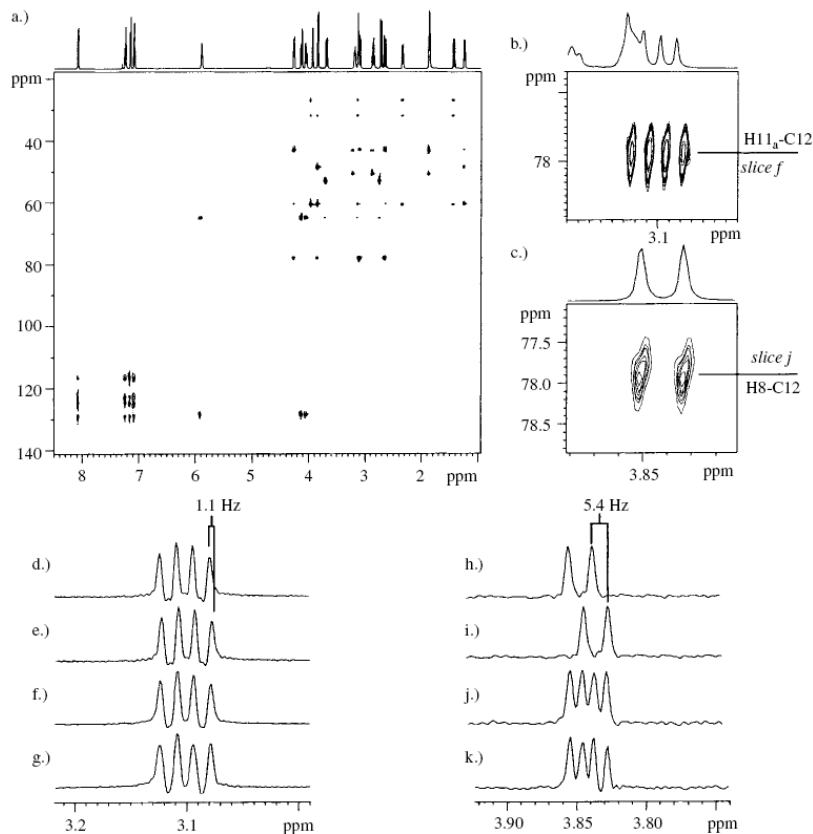 a.)
ppm
40
60
80
100
120
140
8
7
6
5
4
3
2
ppm
b.)
ppm
78
H11a-C12
slice f
3.1
ppm
c.)
ppm
77.5
78.0
78.5
slice j
H8-C12
3.85
ppm
1.1 Hz
d.)
e.)
f.)
g.)
3.2
3.1
ppm
5.4 Hz
h.)
i.)
j.)
k.)
3.90
3.85
3.80
ppm